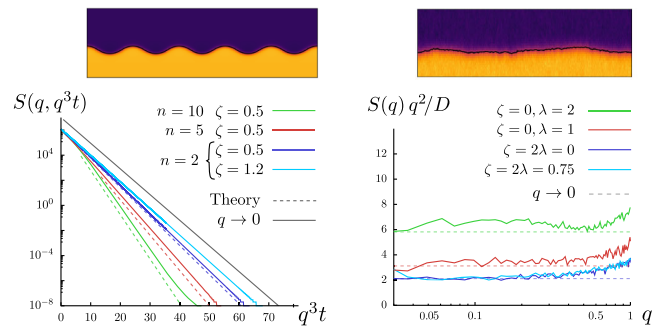 S(q, q³t)
n = 10 ζ = 0.5
n = 5 ζ = 0.5
n = 2 { ζ = 0.5
ζ = 1.2
Theory
q → 0
10⁴
10⁰
10⁻⁴
10⁻⁸
0 10 20 30 40 50 60 70
q³t
S(q) q²/D
ζ = 0, λ = 2
ζ = 0, λ = 1
ζ = 2λ = 0
ζ = 2λ = 0.75
q → 0
12
10
8
6
4
2
0
0.05 0.1 0.5 1
q